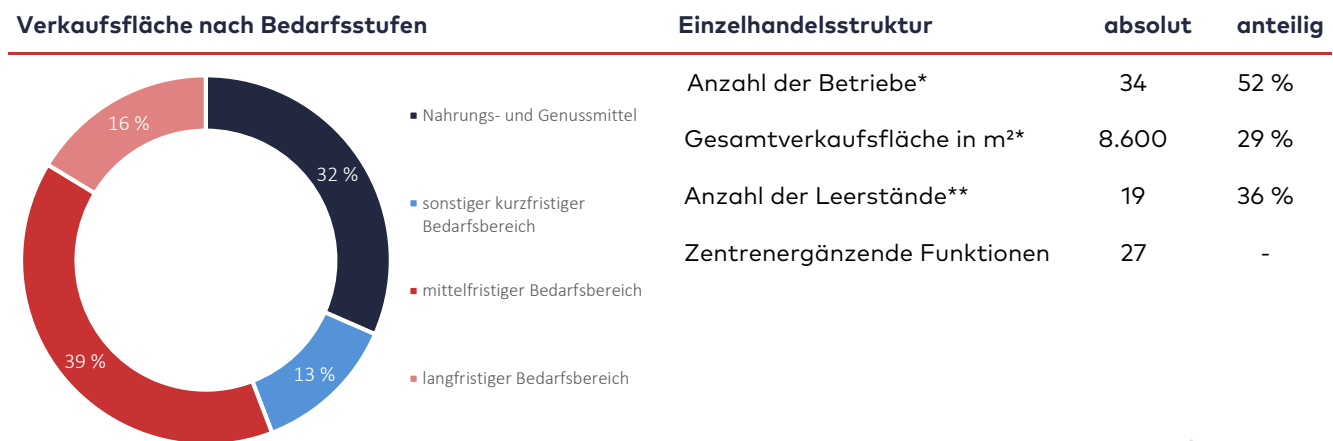 Verkaufsfläche nach Bedarfsstufen
16 %
32 %
39 %
13 %
Nahrungs- und Genussmittel
sonstiger kurzfristiger
Bedarfsbereich
mittelfristiger Bedarfsbereich
langfristiger Bedarfsbereich
Einzelhandelsstruktur absolut anteilig
Anzahl der Betriebe* 34 52 %
Gesamtverkaufsfläche in m²* 8.600 29 %
Anzahl der Leerstände** 19 36 %
Zentrenergänzende Funktionen 27 -